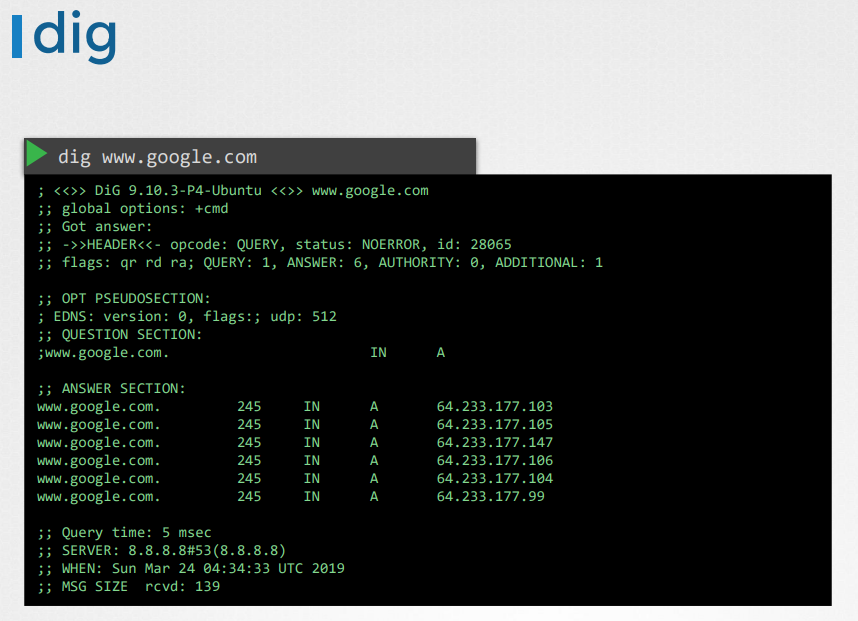 dig
dig www.google.com
; <<>> DiG 9.10.3-P4-Ubuntu <<>> www.google.com
;; global options: +cmd
;; Got answer:
;; ->>HEADER<<- opcode: QUERY, status: NOERROR, id: 28065
;; flags: qr rd ra; QUERY: 1, ANSWER: 6, AUTHORITY: 0, ADDITIONAL: 1
;; OPT PSEUDOSECTION:
; EDNS: version: 0, flags:; udp: 512
;; QUESTION SECTION:
;www.google.com. IN A
;; ANSWER SECTION:
www.google.com. 245 IN A 64.233.177.103
www.google.com. 245 IN A 64.233.177.105
www.google.com. 245 IN A 64.233.177.147
www.google.com. 245 IN A 64.233.177.106
www.google.com. 245 IN A 64.233.177.104
www.google.com. 245 IN A 64.233.177.99
;; Query time: 5 msec
;; SERVER: 8.8.8.8#53(8.8.8.8)
;; WHEN: Sun Mar 24 04:34:33 UTC 2019
;; MSG SIZE  rcvd: 139